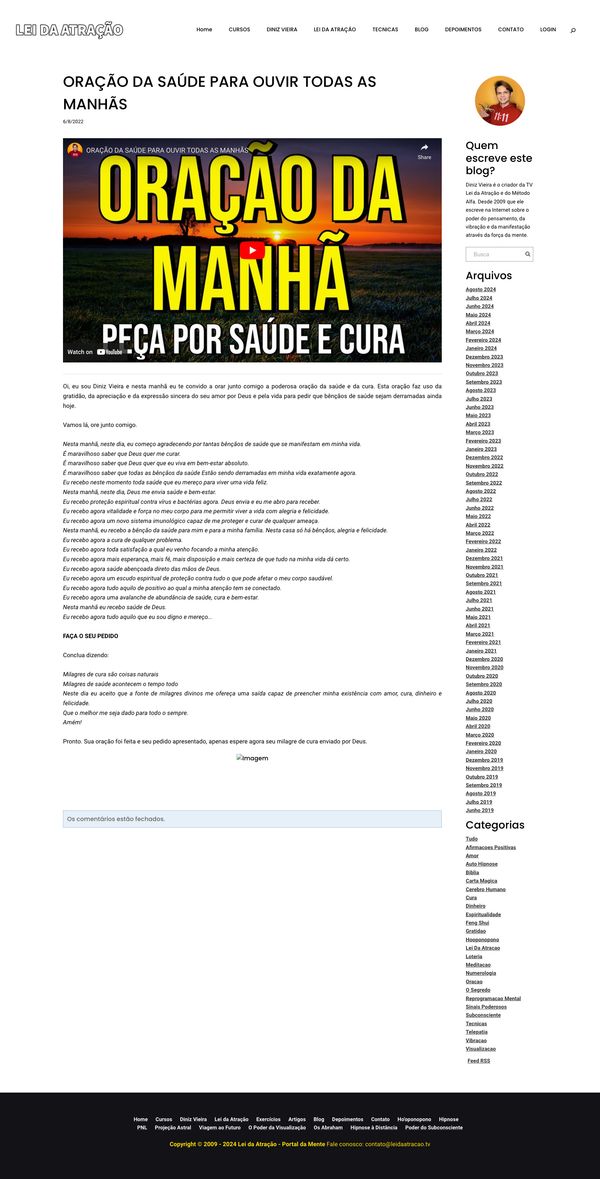 LEI DA ATRAÇÃO
Home CURSOS DINIZ VIEIRA LEI DA ATRAÇÃO TECNICAS BLOG DEPOIMENTOS CONTATO LOGIN
ORAÇÃO DA SAÚDE PARA OUVIR TODAS AS
MANHÃS
6/8/2022
ORAÇÃO DA SAÚDE PARA OUVIR TODAS AS MANHÃS
Share
ORAÇÃO DA
MANHÃ
PEÇA POR SAÚDE E CURA
Watch on YouTube
Oi, eu sou Diniz Vieira e nesta manhã eu te convido a orar junto comigo a poderosa oração da saúde e da cura. Esta oração faz uso da
gratidão, da apreciação e da expressão sincera do seu amor por Deus e pela vida para pedir que bênçãos de saúde sejam derramadas ainda
hoje.
Vamos lá, ore junto comigo.
Nesta manhã, neste dia, eu começo agradecendo por tantas bênçãos de saúde que se manifestam em minha vida.
É maravilhoso saber que Deus quer me curar.
É maravilhoso saber que Deus quer que eu viva em bem-estar absoluto.
É maravilhoso saber que todas as bênçãos da saúde Estão sendo derramadas em minha vida exatamente agora.
Eu recebo neste momento toda saúde que eu mereço para viver uma vida feliz.
Nesta manhã, neste dia, Deus me envia saúde e bem-estar.
Eu recebo proteção espiritual contra vírus e bactérias agora. Deus envia e eu me abro para receber.
Eu recebo agora vitalidade e força no meu corpo para me permitir viver a vida com alegria e felicidade.
Eu recebo agora um novo sistema imunológico capaz de me proteger e curar de qualquer ameaça.
Nesta manhã, eu recebo a bênção da saúde para mim e para a minha família. Nesta casa só há bênçãos, alegria e felicidade.
Eu recebo agora a cura de qualquer problema.
Eu recebo agora toda satisfação a qual eu venho focando a minha atenção.
Eu recebo agora mais esperança, mais fé, mais disposição e mais certeza de que tudo na minha vida dá certo.
Eu recebo agora saúde abençoada direto das mãos de Deus.
Eu recebo agora um escudo espiritual de proteção contra tudo o que pode afetar o meu corpo saudável.
Eu recebo agora tudo aquilo de positivo ao qual a minha atenção tem se conectado.
Eu recebo agora uma avalanche de abundância de saúde, cura e bem-estar.
Nesta manhã eu recebo saúde de Deus.
Eu recebo agora tudo aquilo que eu sou digno e mereço...
FAÇA O SEU PEDIDO
Conclua dizendo:
Milagres de cura são coisas naturais
Milagres de saúde acontecem o tempo todo
Neste dia eu aceito que a fonte de milagres divinos me ofereça uma saída capaz de preencher minha existência com amor, cura, dinheiro e
felicidade.
Que o melhor me seja dado para todo o sempre.
Amém!
Pronto. Sua oração foi feita e seu pedido apresentado, apenas espere agora seu milagre de cura enviado por Deus.
Imagem
Os comentários estão fechados.
11:11
Quem
escreve este
blog?
Diniz Vieira é o criador da TV
Lei da Atração e do Método
Alfa. Desde 2009 que ele
escreve na Internet sobre o
poder do pensamento, da
vibração e da manifestação
através da força da mente.
Busca
Arquivos
Agosto 2024
Julho 2024
Junho 2024
Maio 2024
Abril 2024
Março 2024
Fevereiro 2024
Janeiro 2024
Dezembro 2023
Novembro 2023
Outubro 2023
Setembro 2023
Agosto 2023
Julho 2023
Junho 2023
Maio 2023
Abril 2023
Março 2023
Fevereiro 2023
Janeiro 2023
Dezembro 2022
Novembro 2022
Outubro 2022
Setembro 2022
Agosto 2022
Julho 2022
Junho 2022
Maio 2022
Abril 2022
Março 2022
Fevereiro 2022
Janeiro 2022
Dezembro 2021
Novembro 2021
Outubro 2021
Setembro 2021
Agosto 2021
Julho 2021
Junho 2021
Maio 2021
Abril 2021
Março 2021
Fevereiro 2021
Janeiro 2021
Dezembro 2020
Novembro 2020
Outubro 2020
Setembro 2020
Agosto 2020
Julho 2020
Junho 2020
Maio 2020
Abril 2020
Março 2020
Fevereiro 2020
Janeiro 2020
Dezembro 2019
Novembro 2019
Outubro 2019
Setembro 2019
Agosto 2019
Julho 2019
Junho 2019
Categorias
Tudo
Afirmacoes Positivas
Amor
Auto Hipnose
Biblia
Carta Magica
Cerebro Humano
Cura
Dinheiro
Espiritualidade
Feng Shui
Gratidao
Hooponopono
Lei Da Atracao
Loteria
Meditacao
Numerologia
Oracao
O Segredo
Reprogramacao Mental
Sinais Poderosos
Subconsciente
Tecnicas
Telepatia
Vibracao
Visualizacao
Feed RSS
Home Cursos Diniz Vieira Lei da Atração Exercícios Artigos Blog Depoimentos Contato Ho'oponopono Hipnose
PNL Projeção Astral Viagem ao Futuro O Poder da Visualização Os Abraham Hipnose à Distância Poder do Subconsciente
Copyright © 2009 - 2024 Lei da Atração - Portal da Mente Fale conosco: contato@leidaatracao.tv